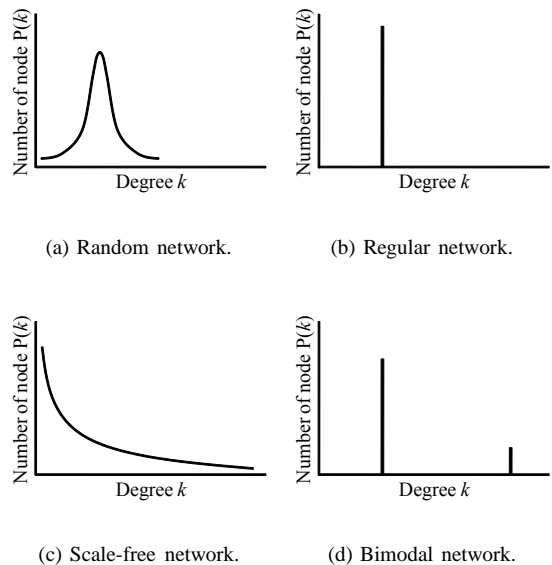 Number of node P(k)
Degree k
(a) Random network.
Number of node P(k)
Degree k
(b) Regular network.
Number of node P(k)
Degree k
(c) Scale-free network.
Number of node P(k)
Degree k
(d) Bimodal network.